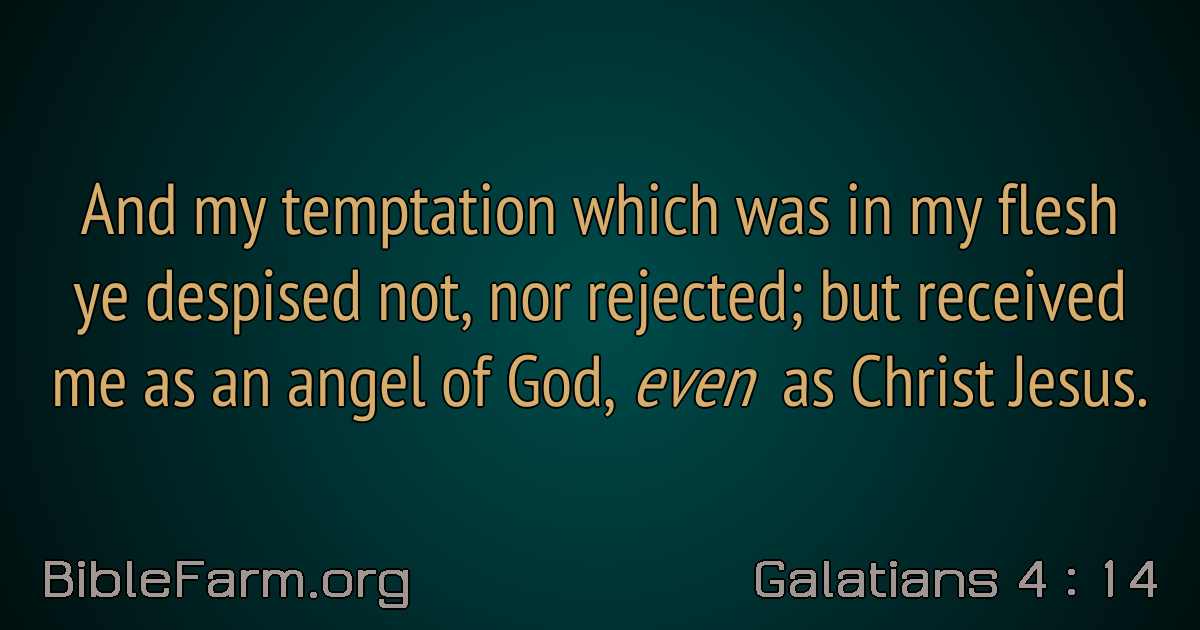 And my temptation which was in my flesh
ye despised not, nor rejected; but received
me as an angel of God, even as Christ Jesus.
BibleFarm.org
Galatians 4 : 14